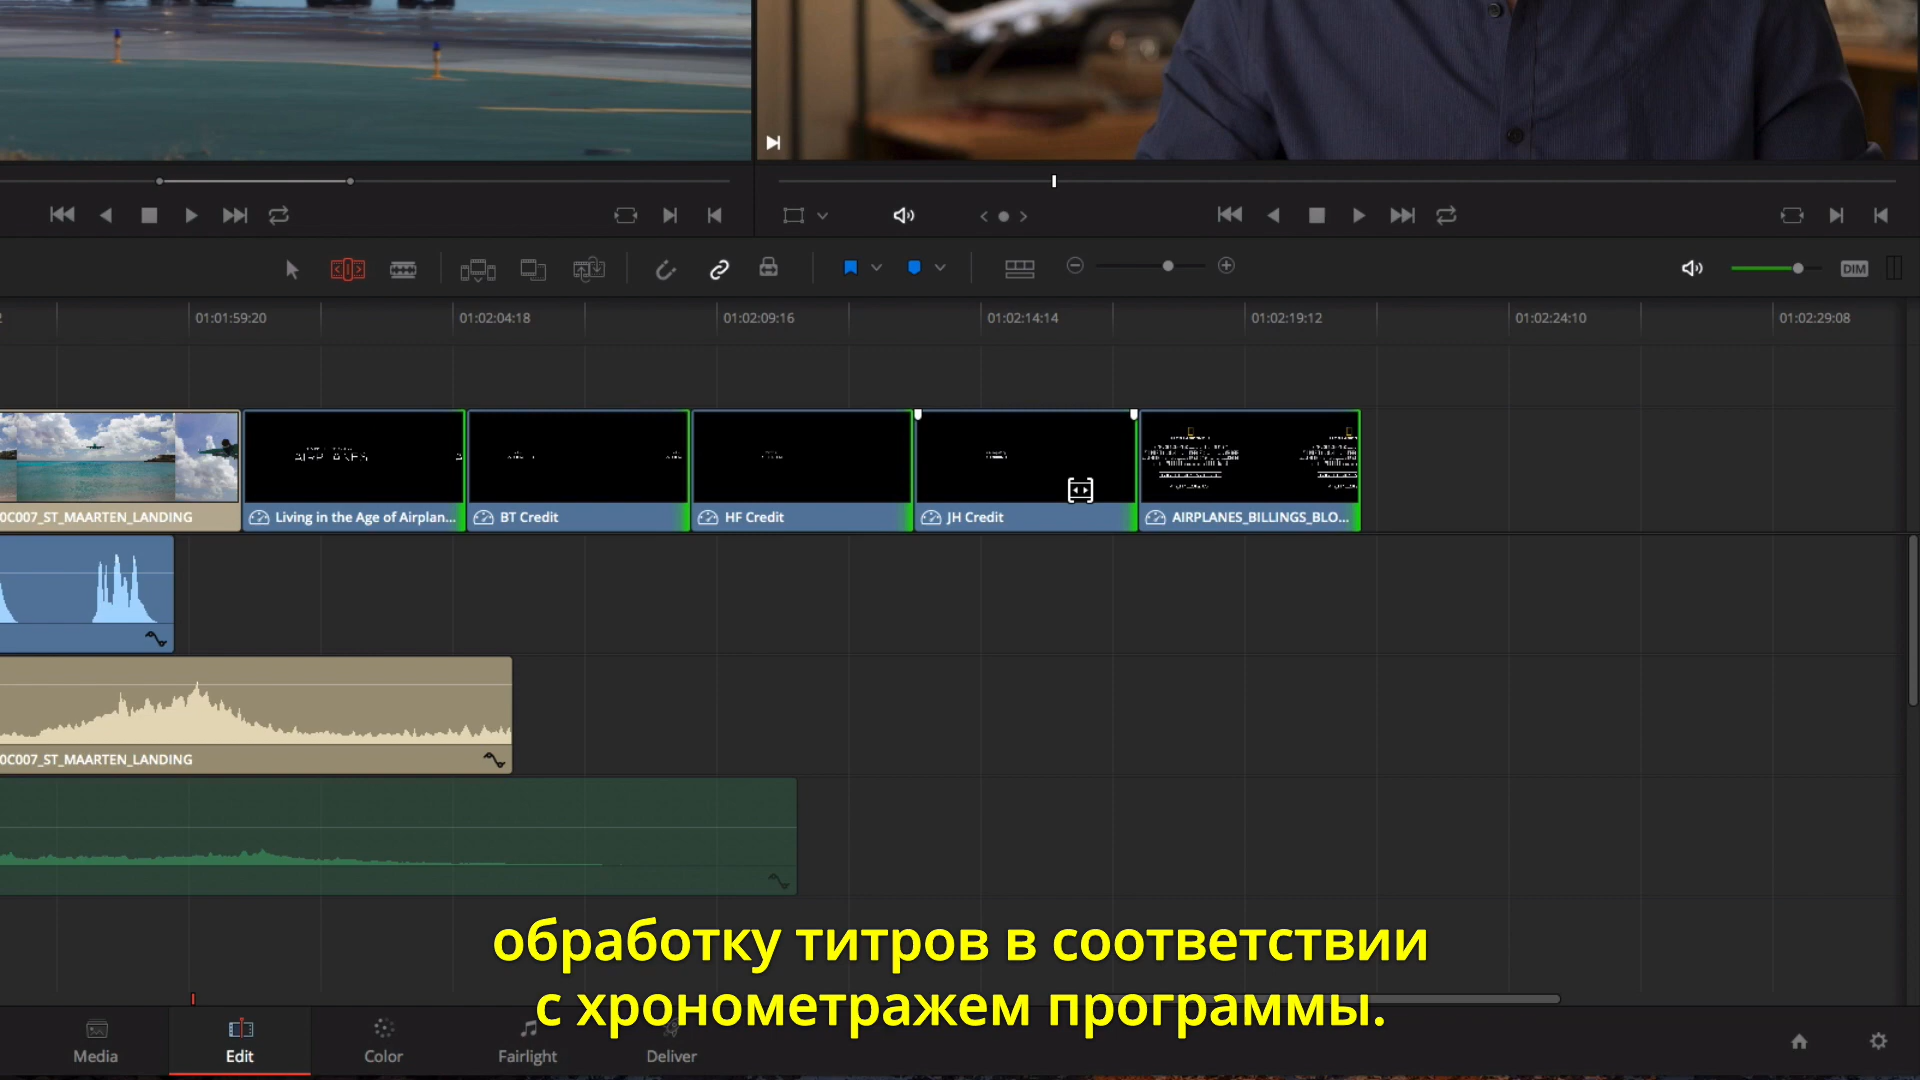 DIM
01:01:59:20
01:02:04:18
01:02:09:16
01:02:14:14
01:02:19:12
01:02:24:10
01:02:29:08
AIRPLANES
0C007_ST_MAARTEN_LANDING
Living in the Age of Airplan...
BT Credit
HF Credit
JH Credit
AIRPLANES_BILLINGS_BLO...
0C007_ST_MAARTEN_LANDING
обработку титров в соответствии
с хронометражем программы.
Media
Edit
Color
Fairlight
Deliver